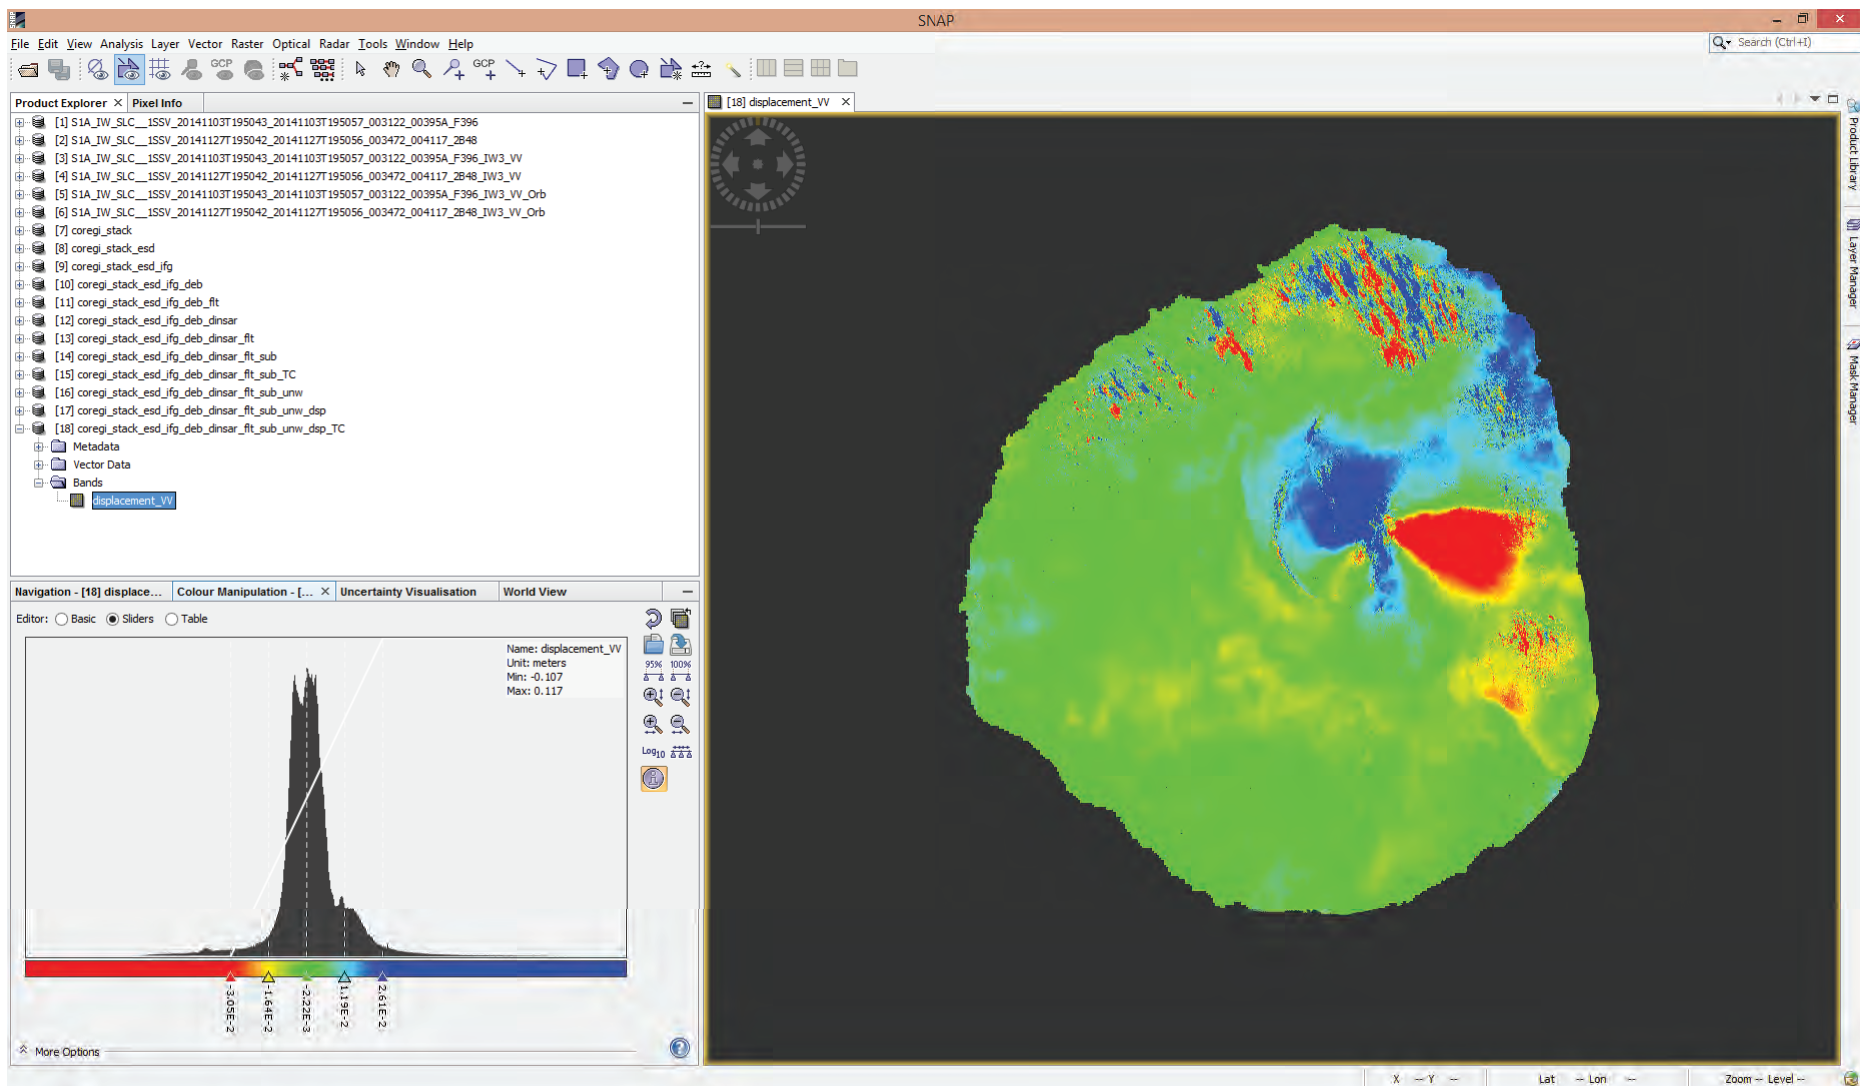 SNAP
SNAP
File Edit View Analysis Layer Vector Raster Optical Radar Tools Window Help
Search (Ctrl+I)
GCP GCP
Product Explorer × Pixel Info
[18] displacement_VV ×
[1] S1A_IW_SLC__1SSV_20141103T195043_20141103T195057_003122_00395A_F396
[2] S1A_IW_SLC__1SSV_20141127T195042_20141127T195056_003472_004117_2B48
[3] S1A_IW_SLC__1SSV_20141103T195043_20141103T195057_003122_00395A_F396_IW3_VV
[4] S1A_IW_SLC__1SSV_20141127T195042_20141127T195056_003472_004117_2B48_IW3_VV
[5] S1A_IW_SLC__1SSV_20141103T195043_20141103T195057_003122_00395A_F396_IW3_VV_Orb
[6] S1A_IW_SLC__1SSV_20141127T195042_20141127T195056_003472_004117_2B48_IW3_VV_Orb
[7] coregi_stack
[8] coregi_stack_esd
[9] coregi_stack_esd_ifg
[10] coregi_stack_esd_ifg_deb
[11] coregi_stack_esd_ifg_deb_flt
[12] coregi_stack_esd_ifg_deb_dinsar
[13] coregi_stack_esd_ifg_deb_dinsar_flt
[14] coregi_stack_esd_ifg_deb_dinsar_flt_sub
[15] coregi_stack_esd_ifg_deb_dinsar_flt_sub_TC
[16] coregi_stack_esd_ifg_deb_dinsar_flt_sub_unw
[17] coregi_stack_esd_ifg_deb_dinsar_flt_sub_unw_dsp
[18] coregi_stack_esd_ifg_deb_dinsar_flt_sub_unw_dsp_TC
Metadata
Vector Data
Bands
displacement_VV
Product Library
Layer Manager
Mask Manager
Navigation - [18] displace... Colour Manipulation - [... × Uncertainty Visualisation World View
Editor: Basic Sliders Table
Name: displacement_VV
Unit: meters
Min: -0.107
Max: 0.117
95% 100%
Log10
-3.05E-2
-1.64E-2
-2.22E-3
1.19E-2
2.61E-2
More Options
X -- Y -- Lat -- Lon -- Zoom -- Level --